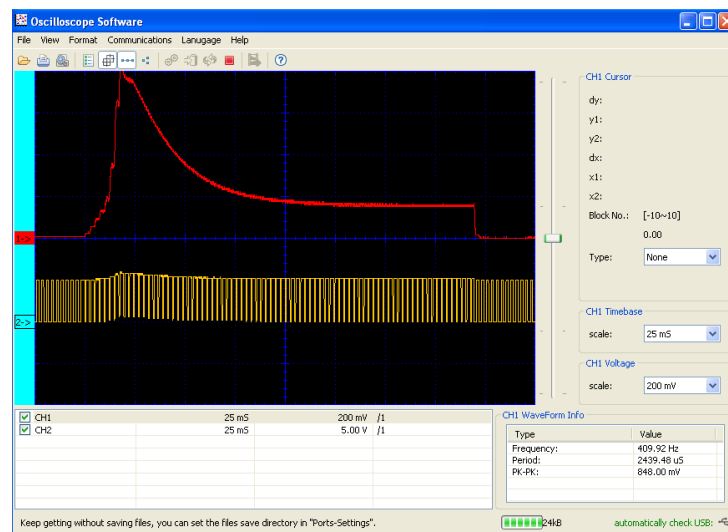 Oscilloscope Software
File View Format Communications Lanugage Help
CH1 Cursor
dy:
y1:
y2:
dx:
x1:
x2:
Block No.: [-10~10]
0.00
Type: None
1->
2->
CH1 Timebase
scale: 25 mS
CH1 Voltage
scale: 200 mV
CH1 25 mS 200 mV /1
CH2 25 mS 5.00 V /1
CH1 WaveForm Info
Type Value
Frequency: 409.92 Hz
Period: 2439.48 uS
PK-PK: 848.00 mV
Keep getting without saving files, you can set the files save directory in "Ports-Settings". 24kB automatically check USB: